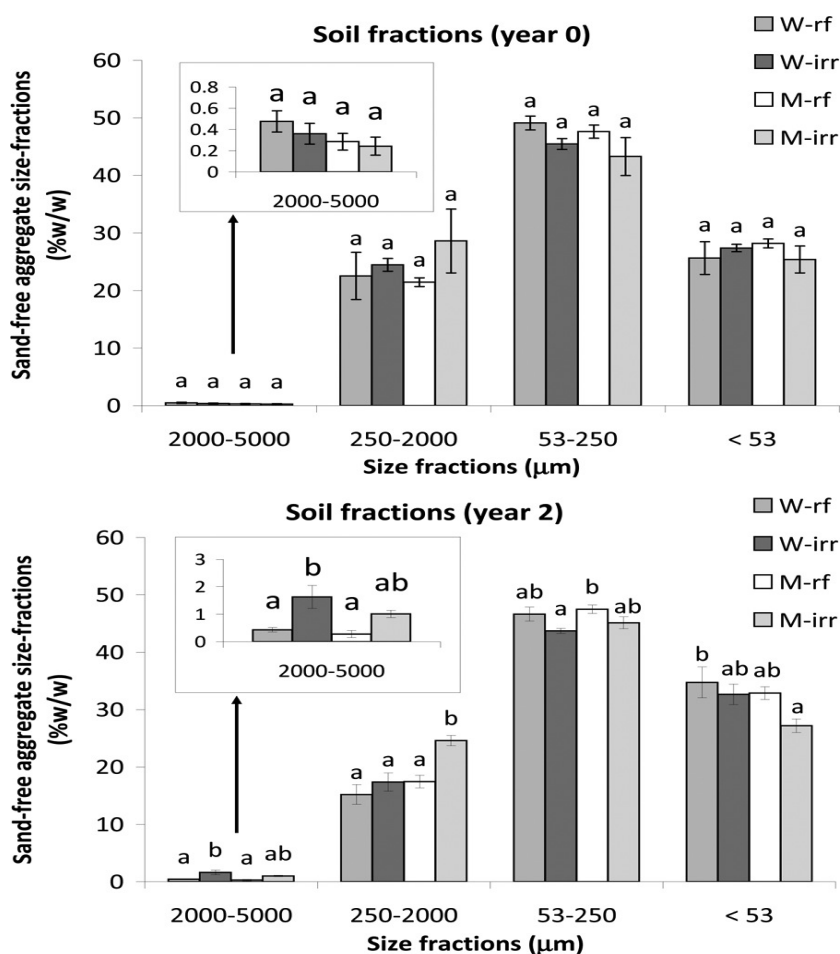 Soil fractions (year 0)
W-rf
W-irr
M-rf
M-irr
Sand-free aggregate size-fractions
(%w/w)
60
50
40
30
20
10
0
0.8
0.6
0.4
0.2
0
a a a a
2000-5000
a a a a
a a a a
a a a a
a a a a
2000-5000 250-2000 53-250 < 53
Size fractions (μm)
Soil fractions (year 2)
W-rf
W-irr
M-rf
M-irr
Sand-free aggregate size-fractions
(%w/w)
60
50
40
30
20
10
0
3
2
1
0
a b a ab
2000-5000
a b a ab
a a a b
ab a b ab
b ab ab a
2000-5000 250-2000 53-250 < 53
Size fractions (μm)